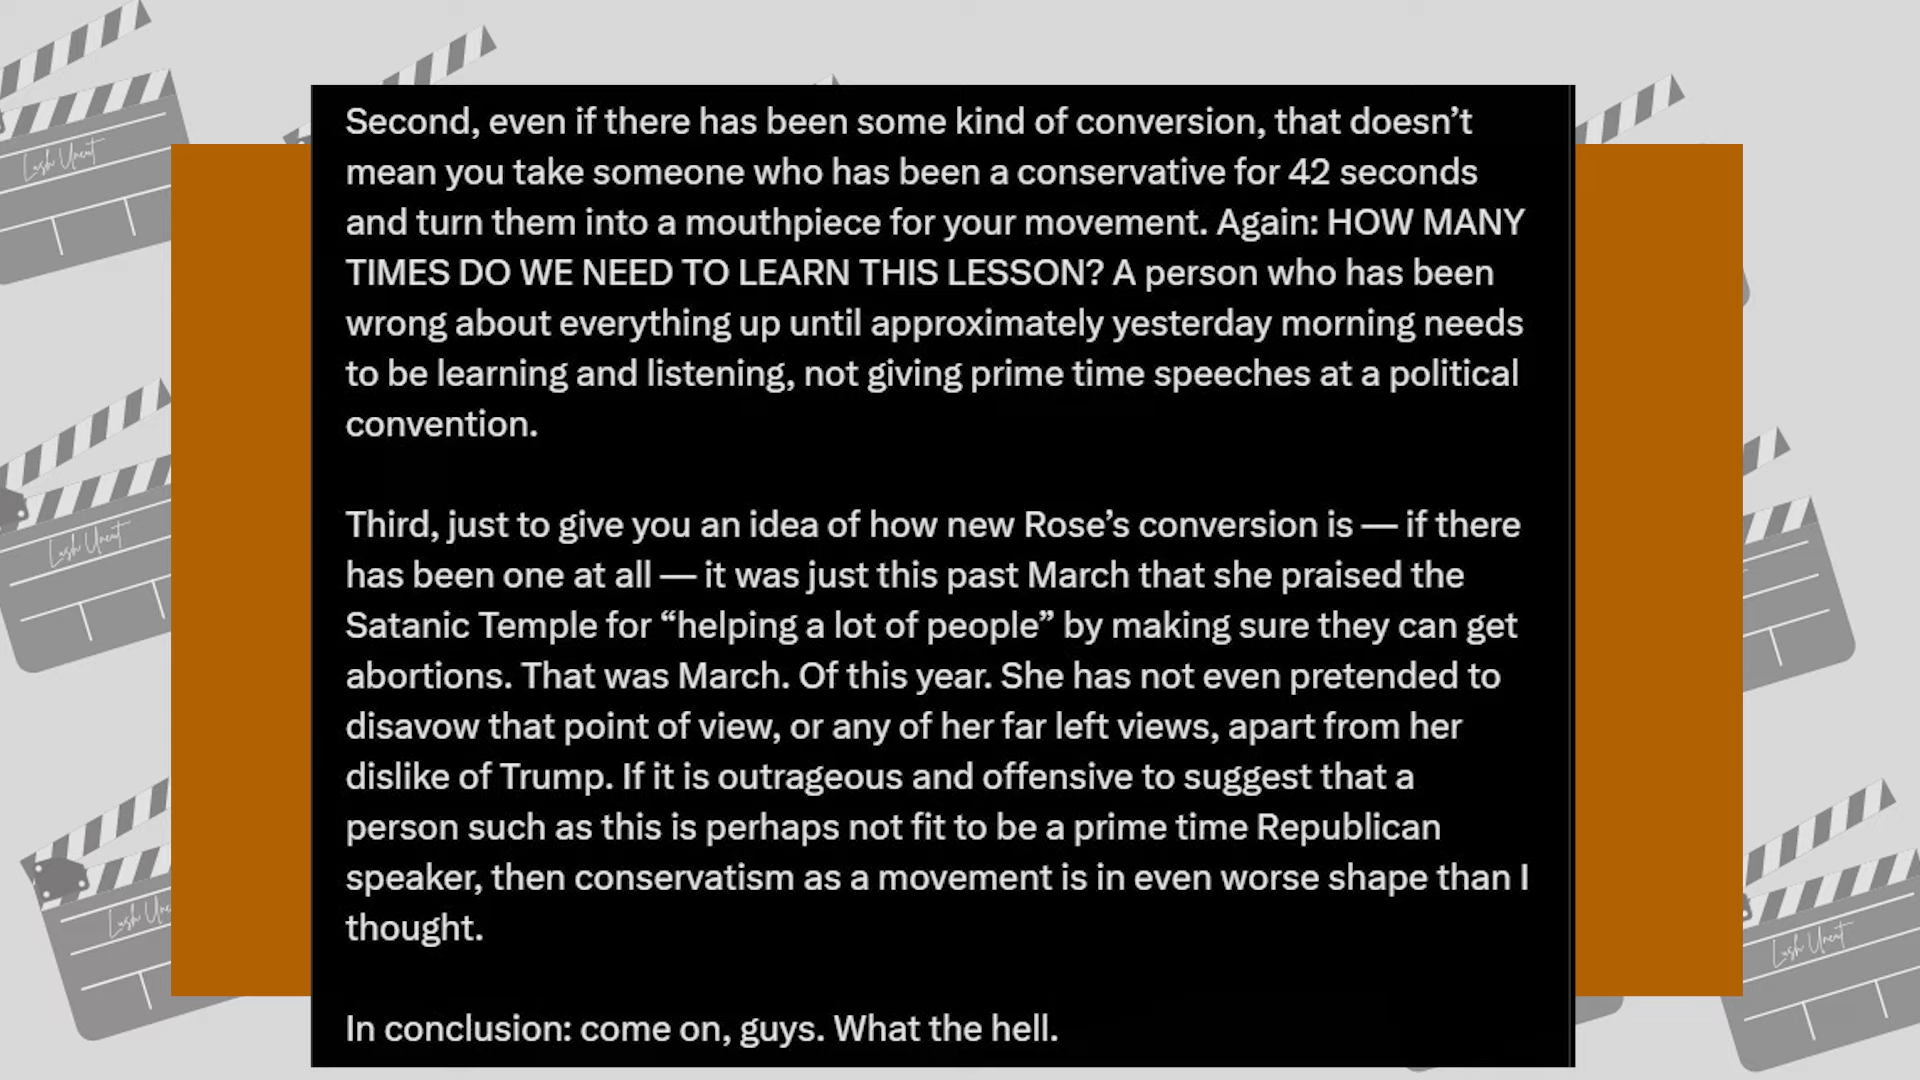 Second, even if there has been some kind of conversion, that doesn’t
mean you take someone who has been a conservative for 42 seconds
and turn them into a mouthpiece for your movement. Again: HOW MANY
TIMES DO WE NEED TO LEARN THIS LESSON? A person who has been
wrong about everything up until approximately yesterday morning needs
to be learning and listening, not giving prime time speeches at a political
convention.
Third, just to give you an idea of how new Rose’s conversion is — if there
has been one at all — it was just this past March that she praised the
Satanic Temple for “helping a lot of people” by making sure they can get
abortions. That was March. Of this year. She has not even pretended to
disavow that point of view, or any of her far left views, apart from her
dislike of Trump. If it is outrageous and offensive to suggest that a
person such as this is perhaps not fit to be a prime time Republican
speaker, then conservatism as a movement is in even worse shape than I
thought.
In conclusion: come on, guys. What the hell.
Lash Uncut
Lash Uncut
Lash Unc
Lash Uncut